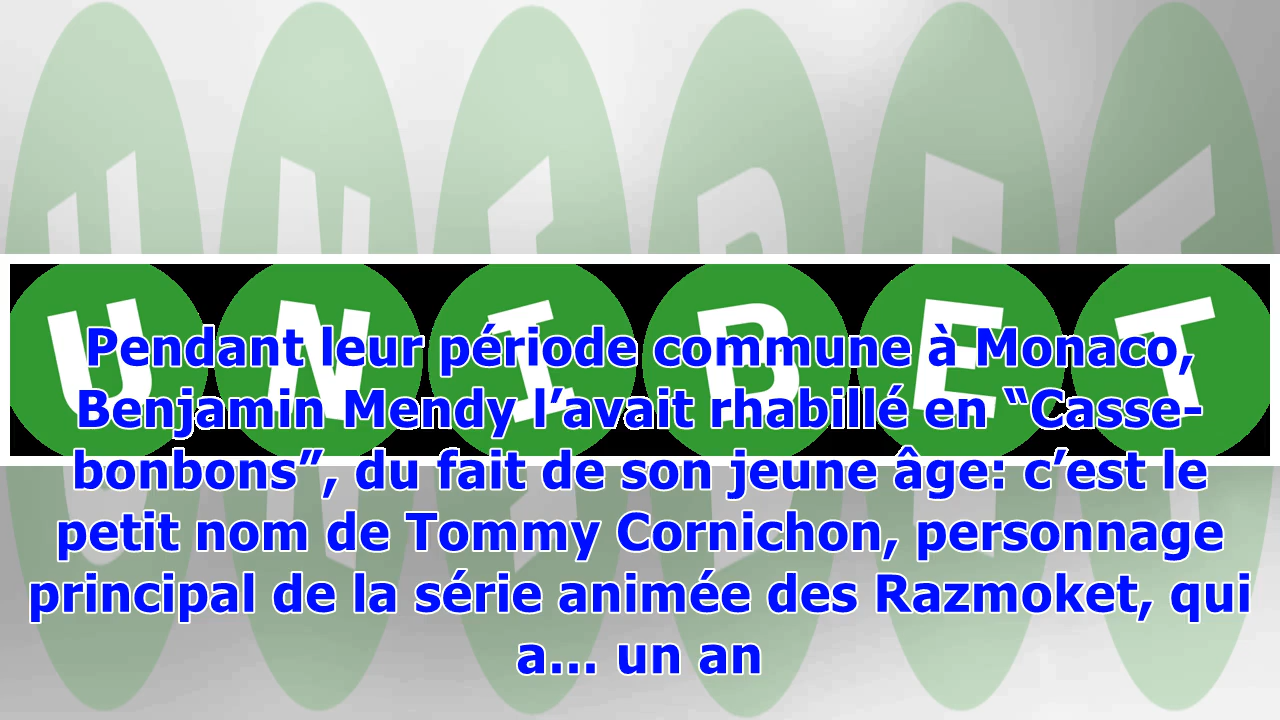 UNIBET
Pendant leur période commune à Monaco,
Benjamin Mendy l’avait rhabillé en “Casse-
bonbons”, du fait de son jeune âge: c’est le
petit nom de Tommy Cornichon, personnage
principal de la série animée des Razmoket, qui
a... un an